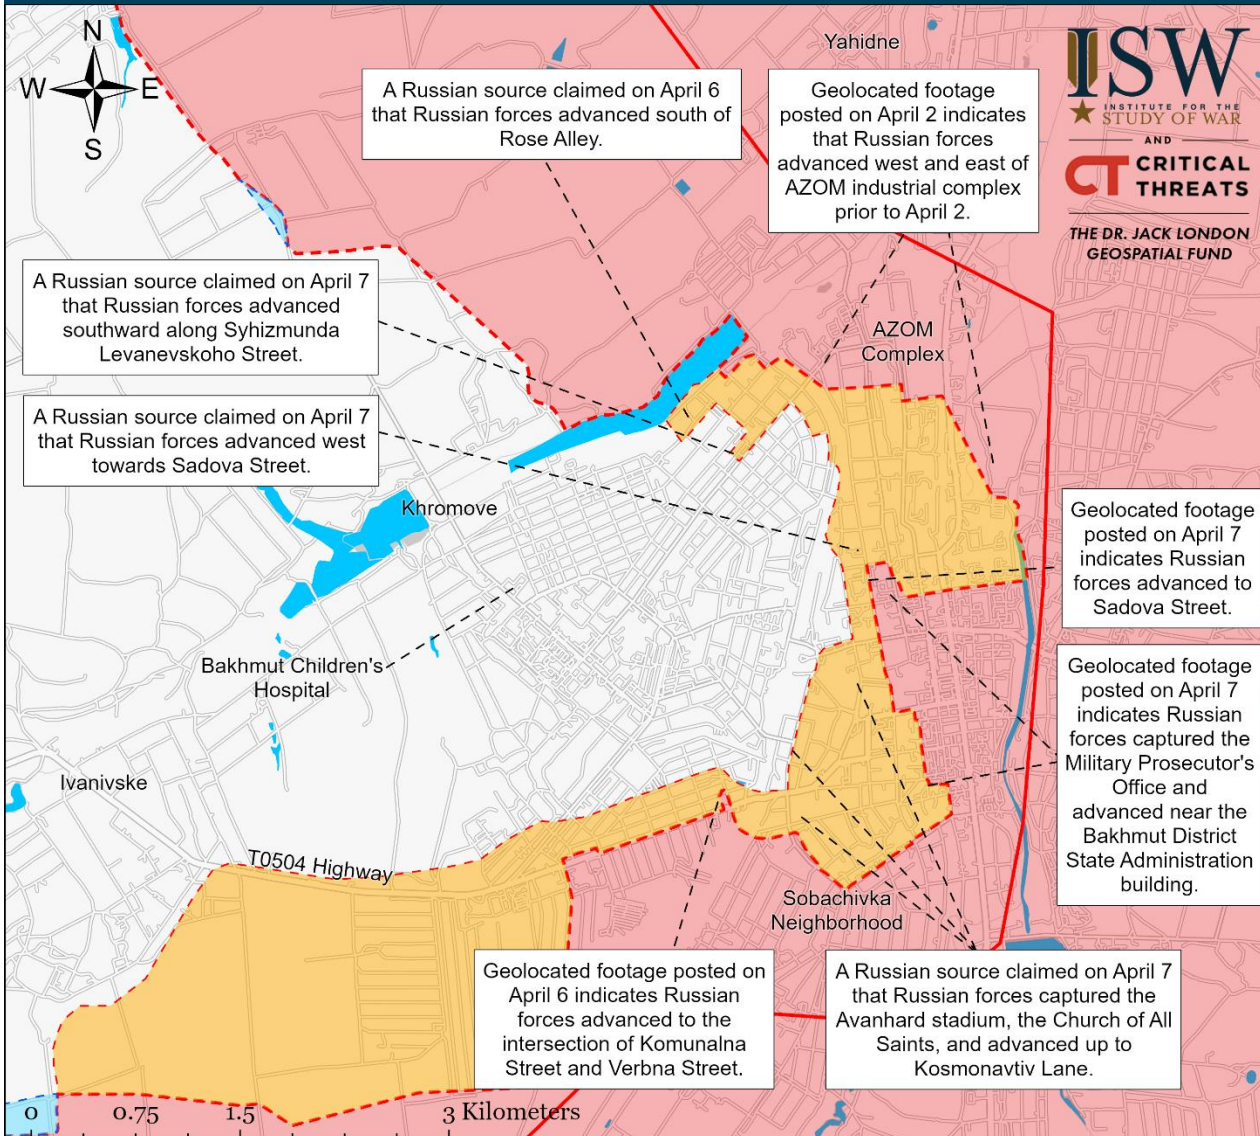 N
W
E
S
Yahidne
ISW
INSTITUTE FOR THE
STUDY OF WAR
AND
CT CRITICAL
THREATS
THE DR. JACK LONDON
GEOSPATIAL FUND
A Russian source claimed on April 6
that Russian forces advanced south of
Rose Alley.
Geolocated footage
posted on April 2 indicates
that Russian forces
advanced west and east of
AZOM industrial complex
prior to April 2.
A Russian source claimed on April 7
that Russian forces advanced
southward along Syhizmunda
Levanevskoho Street.
AZOM
Complex
A Russian source claimed on April 7
that Russian forces advanced west
towards Sadova Street.
Khromove
Geolocated footage
posted on April 7
indicates Russian
forces advanced to
Sadova Street.
Bakhmut Children's
Hospital
Geolocated footage
posted on April 7
indicates Russian
forces captured the
Military Prosecutor's
Office and
advanced near the
Bakhmut District
State Administration
building.
Ivanivske
T0504 Highway
Sobachivka
Neighborhood
Geolocated footage posted on
April 6 indicates Russian
forces advanced to the
intersection of Komunalna
Street and Verbna Street.
A Russian source claimed on April 7
that Russian forces captured the
Avanhard stadium, the Church of All
Saints, and advanced up to
Kosmonavtiv Lane.
0 0.75 1.5 3 Kilometers